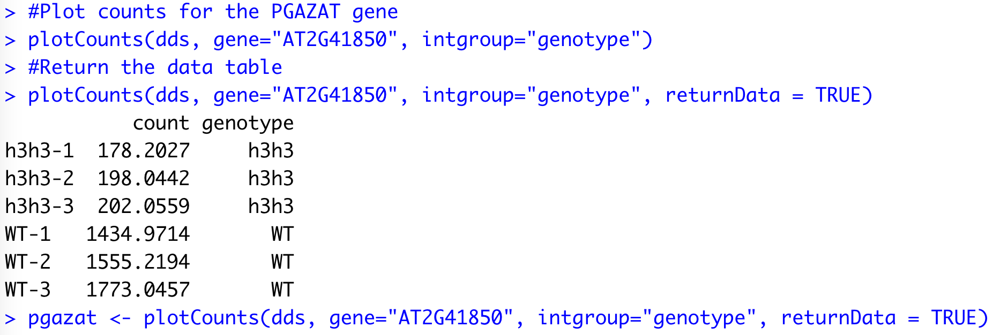 > #Plot counts for the PGAZAT gene
> plotCounts(dds, gene="AT2G41850", intgroup="genotype")
> #Return the data table
> plotCounts(dds, gene="AT2G41850", intgroup="genotype", returnData = TRUE)
           count genotype
h3h3-1  178.2027     h3h3
h3h3-2  198.0442     h3h3
h3h3-3  202.0559     h3h3
WT-1   1434.9714       WT
WT-2   1555.2194       WT
WT-3   1773.0457       WT
> pgazat <- plotCounts(dds, gene="AT2G41850", intgroup="genotype", returnData = TRUE)